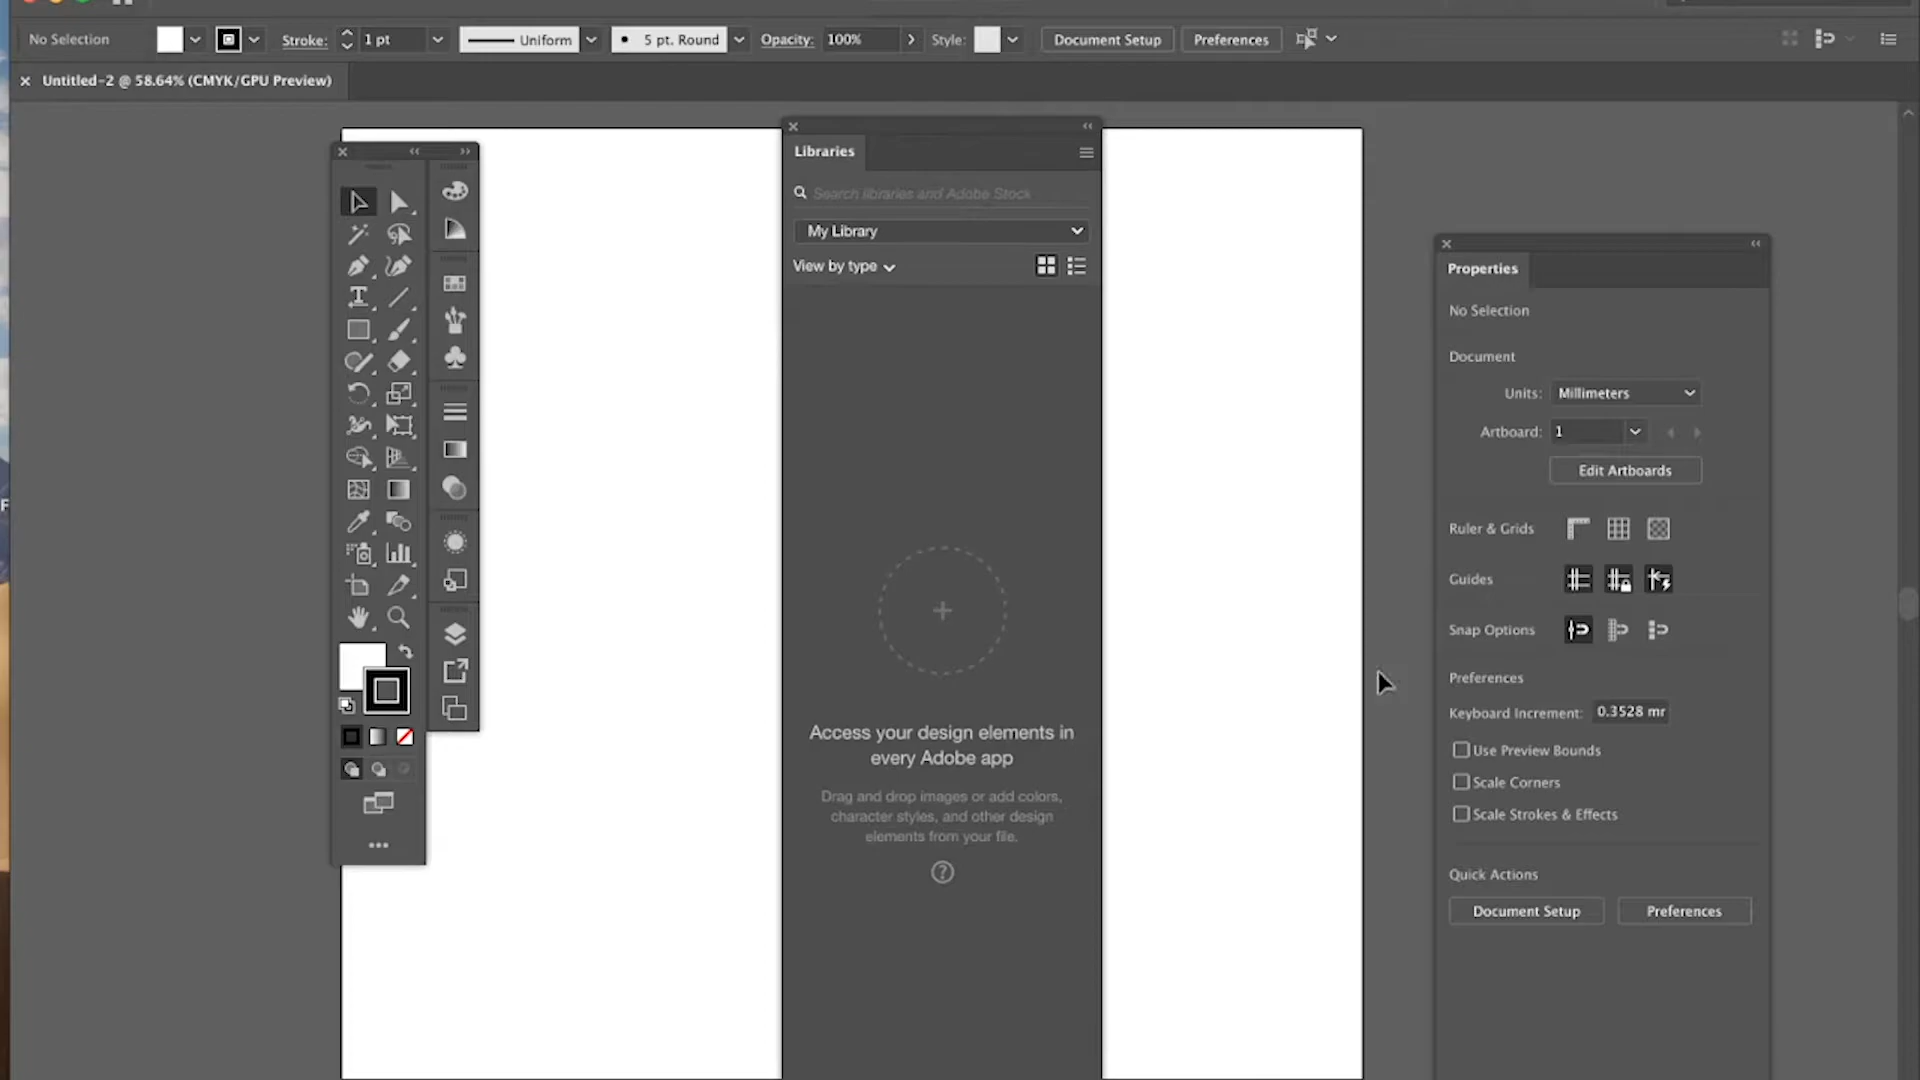 No Selection
Stroke:
1 pt
Uniform
5 pt. Round
Opacity:
100%
Style:
Document Setup
Preferences
Untitled-2 @ 58.64% (CMYK/GPU Preview)
Libraries
Search libraries and Adobe Stock
My Library
View by type
Access your design elements in
every Adobe app
Drag and drop images or add colors,
character styles, and other design
elements from your file.
Properties
No Selection
Document
Units: Millimeters
Artboard: 1
Edit Artboards
Ruler & Grids
Guides
Snap Options
Preferences
Keyboard Increment: 0.3528 mr
Use Preview Bounds
Scale Corners
Scale Strokes & Effects
Quick Actions
Document Setup
Preferences
F